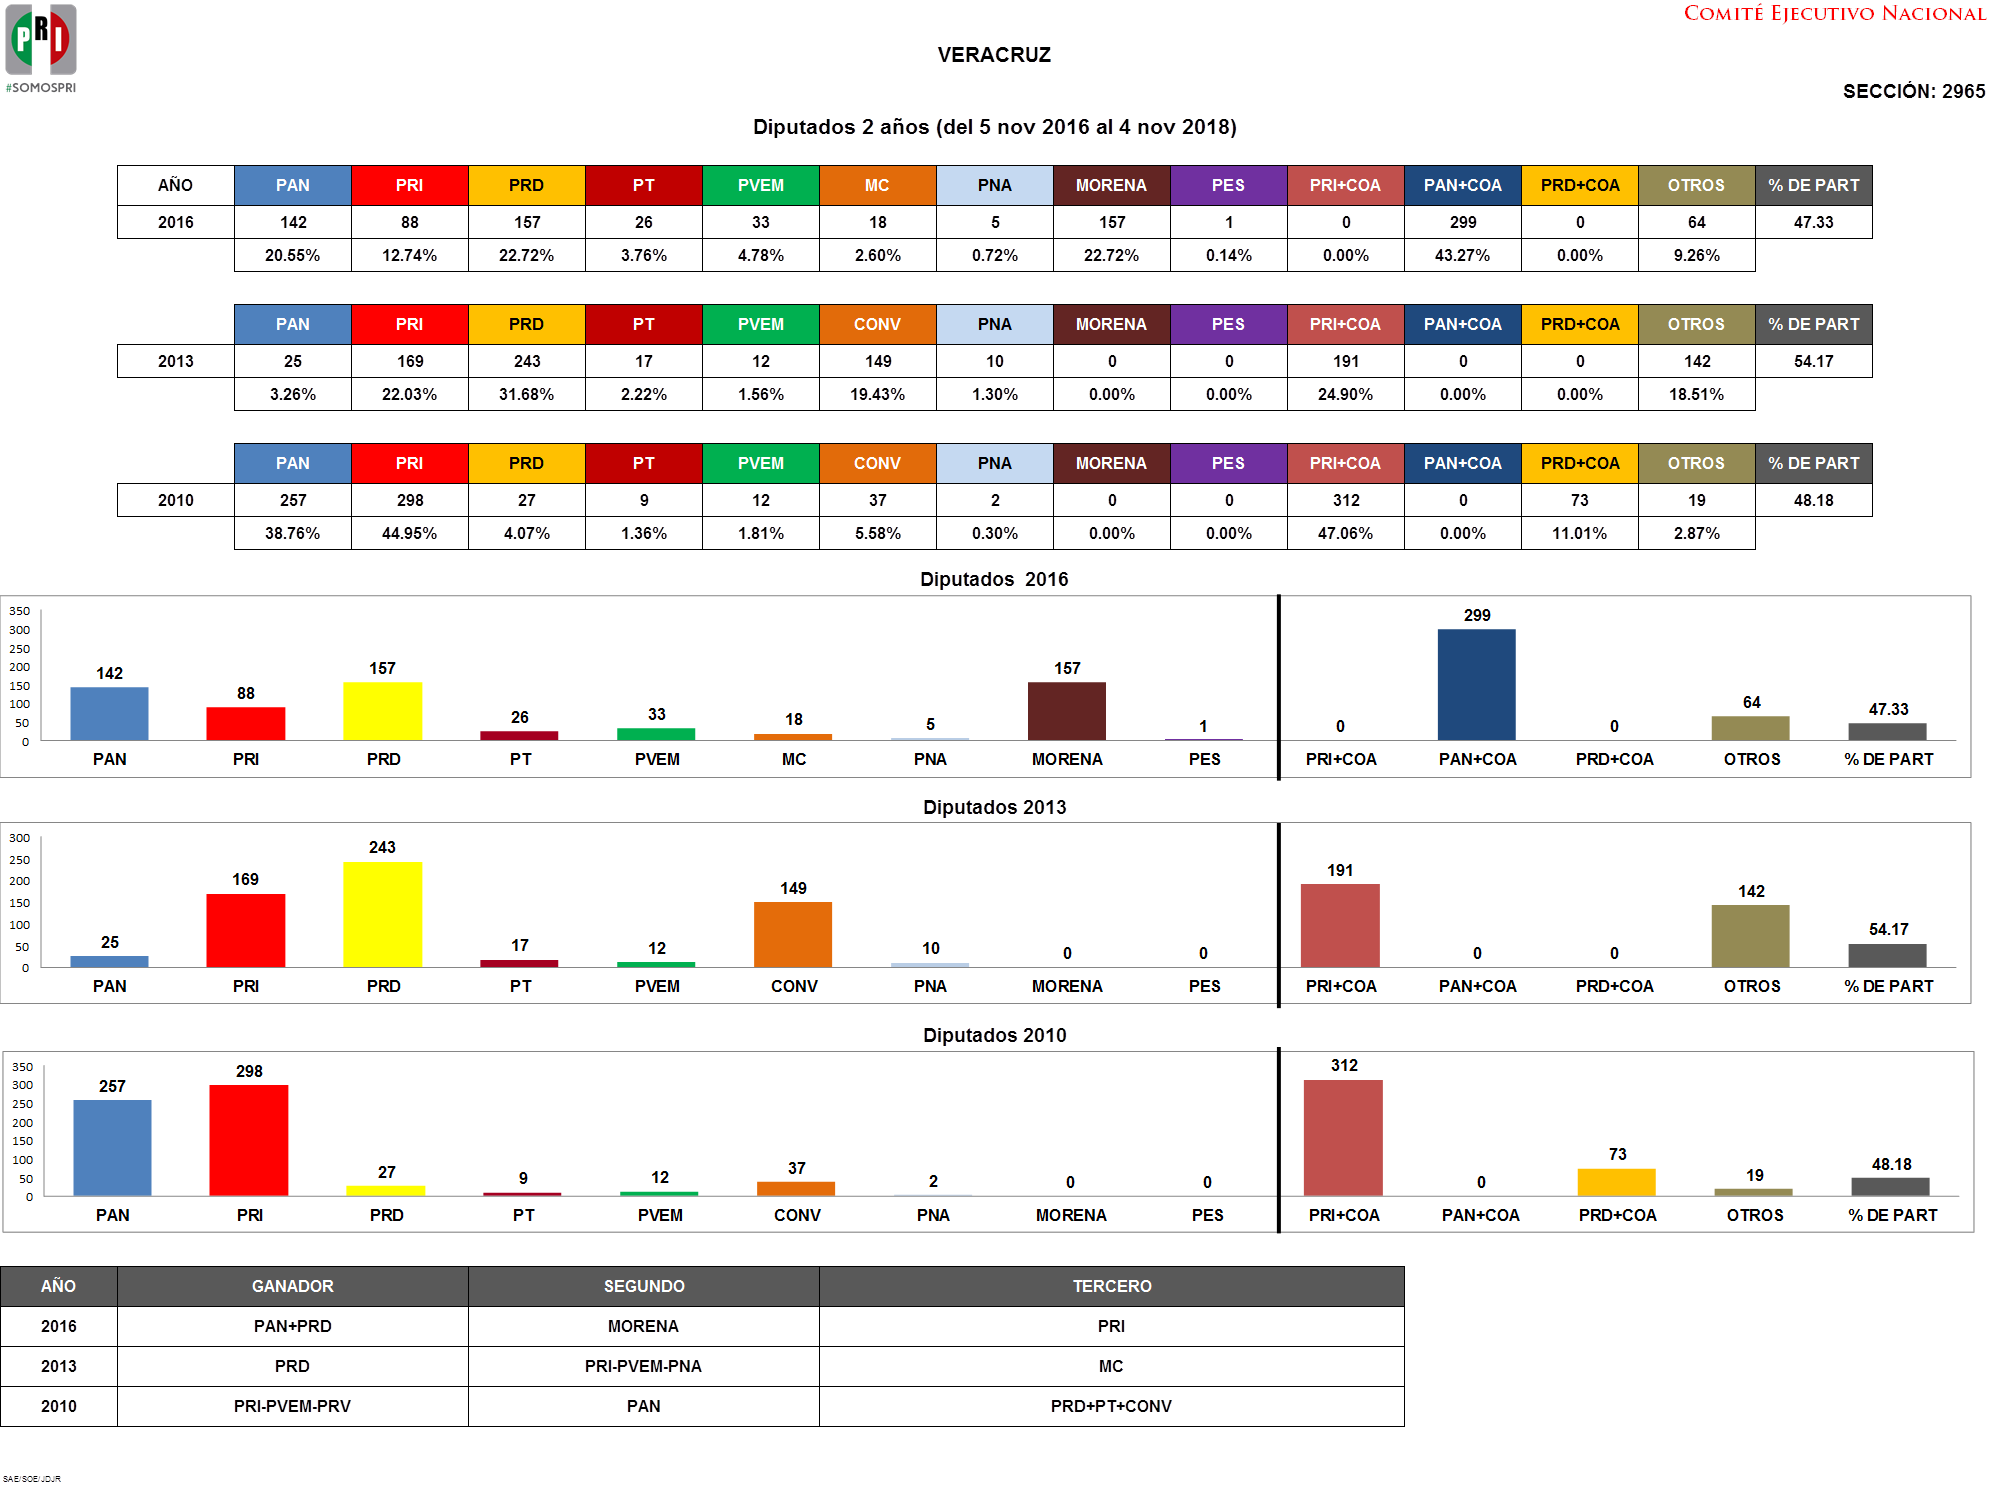 COMITÉ EJECUTIVO NACIONAL
PRI
#SOMOSPRI
VERACRUZ
SECCIÓN: 2965
Diputados 2 años (del 5 nov 2016 al 4 nov 2018)
AÑO PAN PRI PRD PT PVEM MC PNA MORENA PES PRI+COA PAN+COA PRD+COA OTROS % DE PART
2016 142 88 157 26 33 18 5 157 1 0 299 0 64 47.33
20.55% 12.74% 22.72% 3.76% 4.78% 2.60% 0.72% 22.72% 0.14% 0.00% 43.27% 0.00% 9.26%
PAN PRI PRD PT PVEM CONV PNA MORENA PES PRI+COA PAN+COA PRD+COA OTROS % DE PART
2013 25 169 243 17 12 149 10 0 0 191 0 0 142 54.17
3.26% 22.03% 31.68% 2.22% 1.56% 19.43% 1.30% 0.00% 0.00% 24.90% 0.00% 0.00% 18.51%
PAN PRI PRD PT PVEM CONV PNA MORENA PES PRI+COA PAN+COA PRD+COA OTROS % DE PART
2010 257 298 27 9 12 37 2 0 0 312 0 73 19 48.18
38.76% 44.95% 4.07% 1.36% 1.81% 5.58% 0.30% 0.00% 0.00% 47.06% 0.00% 11.01% 2.87%
Diputados 2016
350
300
250
200
150
100
50
0
142 88 157 26 33 18 5 157 1 0 299 0 64 47.33
PAN PRI PRD PT PVEM MC PNA MORENA PES PRI+COA PAN+COA PRD+COA OTROS % DE PART
Diputados 2013
300
250
200
150
100
50
0
25 169 243 17 12 149 10 0 0 191 0 0 142 54.17
PAN PRI PRD PT PVEM CONV PNA MORENA PES PRI+COA PAN+COA PRD+COA OTROS % DE PART
Diputados 2010
350
300
250
200
150
100
50
0
257 298 27 9 12 37 2 0 0 312 0 73 19 48.18
PAN PRI PRD PT PVEM CONV PNA MORENA PES PRI+COA PAN+COA PRD+COA OTROS % DE PART
AÑO GANADOR SEGUNDO TERCERO
2016 PAN+PRD MORENA PRI
2013 PRD PRI-PVEM-PNA MC
2010 PRI-PVEM-PRV PAN PRD+PT+CONV
SAE/SOE/JDJR